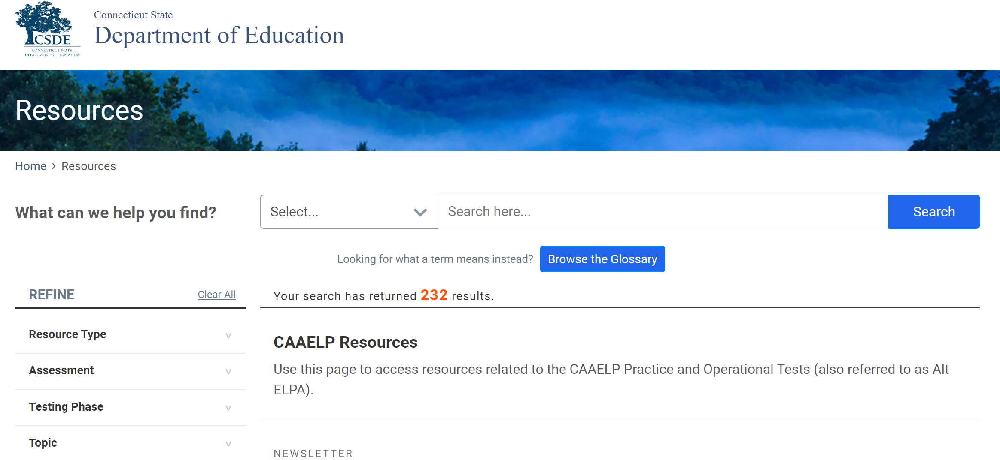 CSDE
CONNECTICUT STATE
DEPARTMENT OF EDUCATION
Connecticut State
Department of Education
Resources
Home › Resources
What can we help you find?
Select...
Search here...
Search
Looking for what a term means instead?
Browse the Glossary
REFINE
Clear All
Resource Type
Assessment
Testing Phase
Topic
Your search has returned 232 results.
CAAELP Resources
Use this page to access resources related to the CAAELP Practice and Operational Tests (also referred to as Alt
ELPA).
NEWSLETTER